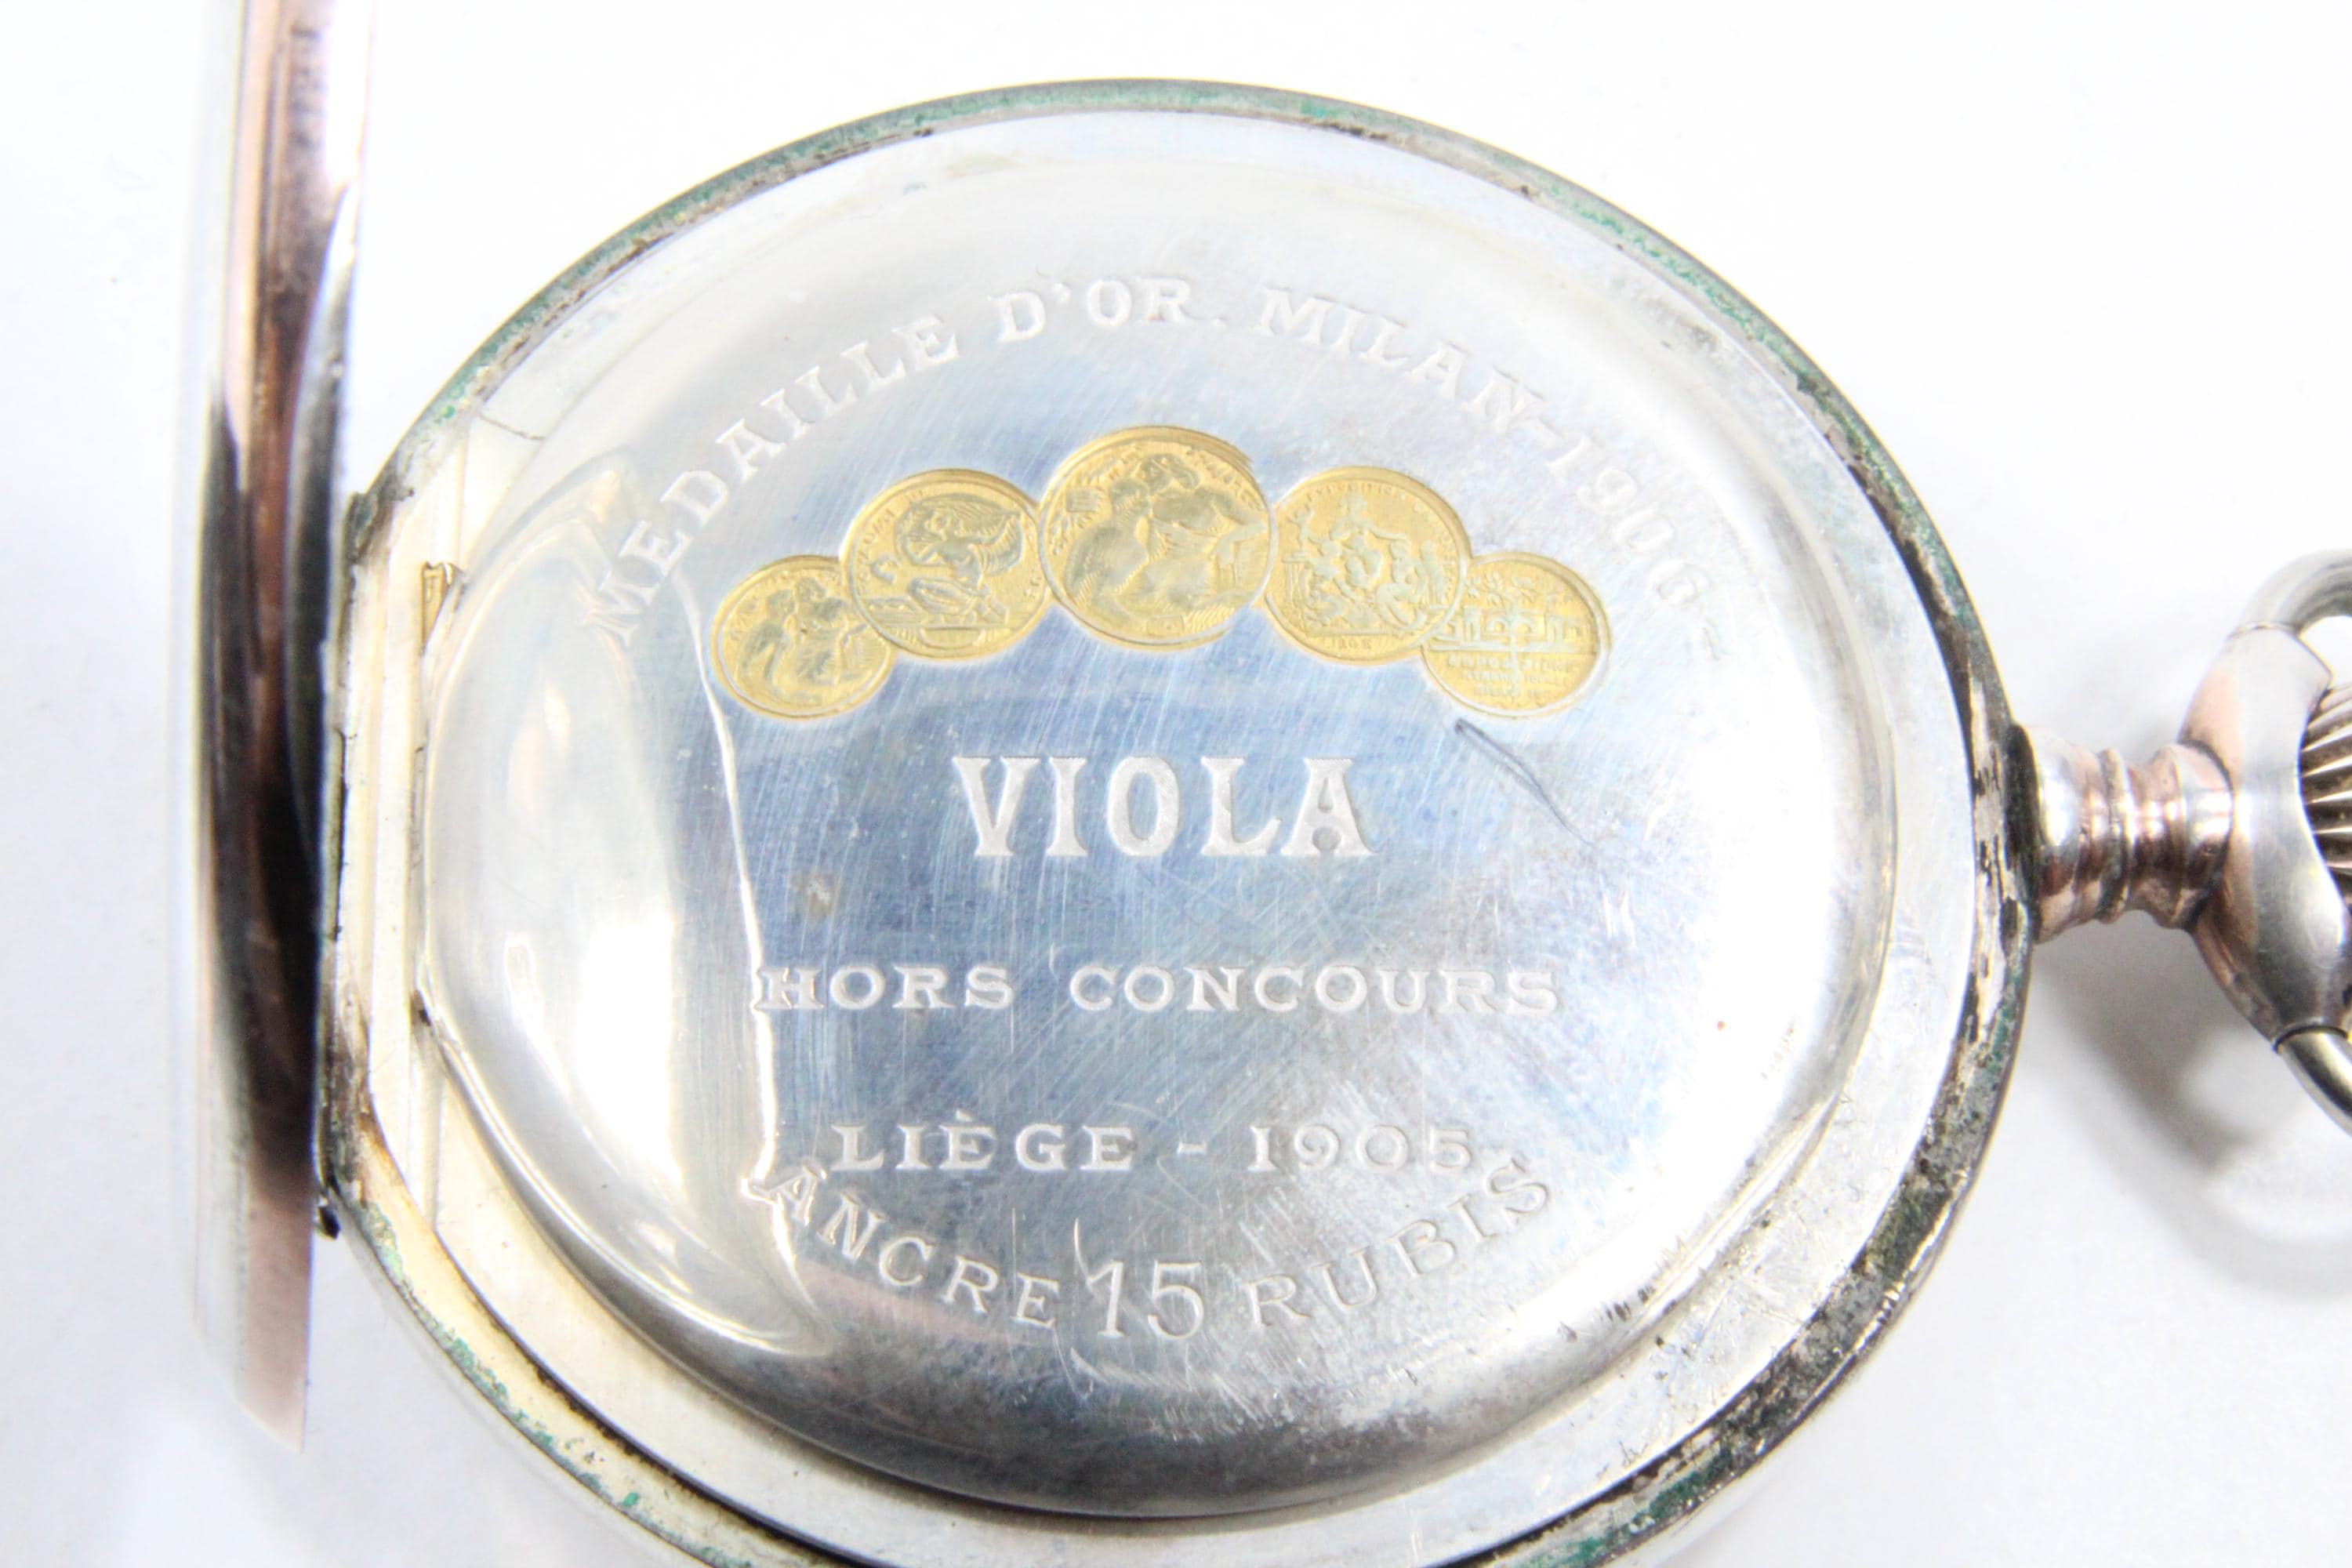 MEDAILLE D'OR. MILAN-1906
VIOLA
HORS CONCOURS
LIÈGE - 1905
ANCRE 15 RUBIS